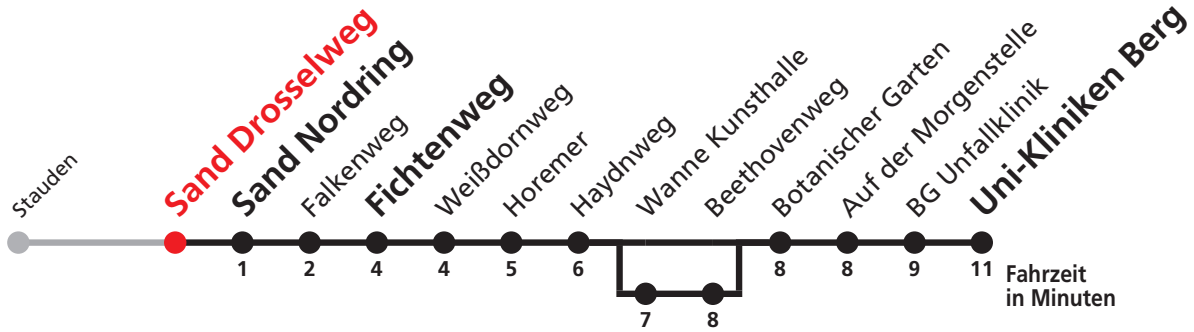 Stauden
Sand Drosselweg
Sand Nordring
Falkenweg
Fichtenweg
Weißdornweg
Horemer
Haydnweg
Wanne Kunsthalle
Beethovenweg
Botanischer Garten
Auf der Morgenstelle
BG Unfallklinik
Uni-Kliniken Berg
1 2 4 4 5 6 8 8 9 11
7 8
Fahrzeit
in Minuten